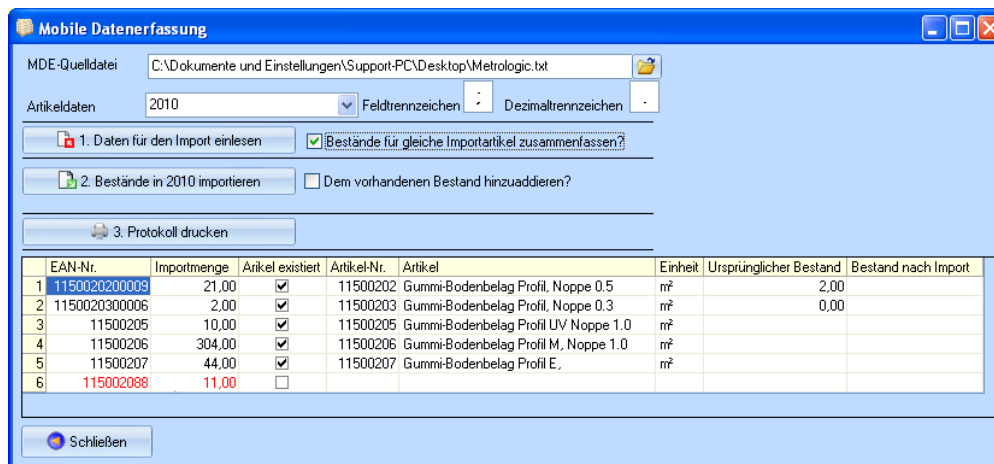 Mobile Datenerfassung
MDE-Quelldatei C:\Dokumente und Einstellungen\Support-PC\Desktop\Metrologic.txt
Artikeldaten 2010 Feldtrennzeichen ; Dezimaltrennzeichen .
1. Daten für den Import einlesen Bestände für gleiche Importartikel zusammenfassen?
2. Bestände in 2010 importieren Dem vorhandenen Bestand hinzuaddieren?
3. Protokoll drucken
EAN-Nr. Importmenge Arikel existiert Artikel-Nr. Artikel Einheit Ursprünglicher Bestand Bestand nach Import
1 1150020200009 21,00 11500202 Gummi-Bodenbelag Profil, Noppe 0.5 m² 2,00
2 1150020300006 2,00 11500203 Gummi-Bodenbelag Profil, Noppe 0.3 m² 0,00
3 11500205 10,00 11500205 Gummi-Bodenbelag Profil UV Noppe 1.0 m²
4 11500206 304,00 11500206 Gummi-Bodenbelag Profil M, Noppe 1.0 m²
5 11500207 44,00 11500207 Gummi-Bodenbelag Profil E, m²
6 115002088 11,00
Schließen